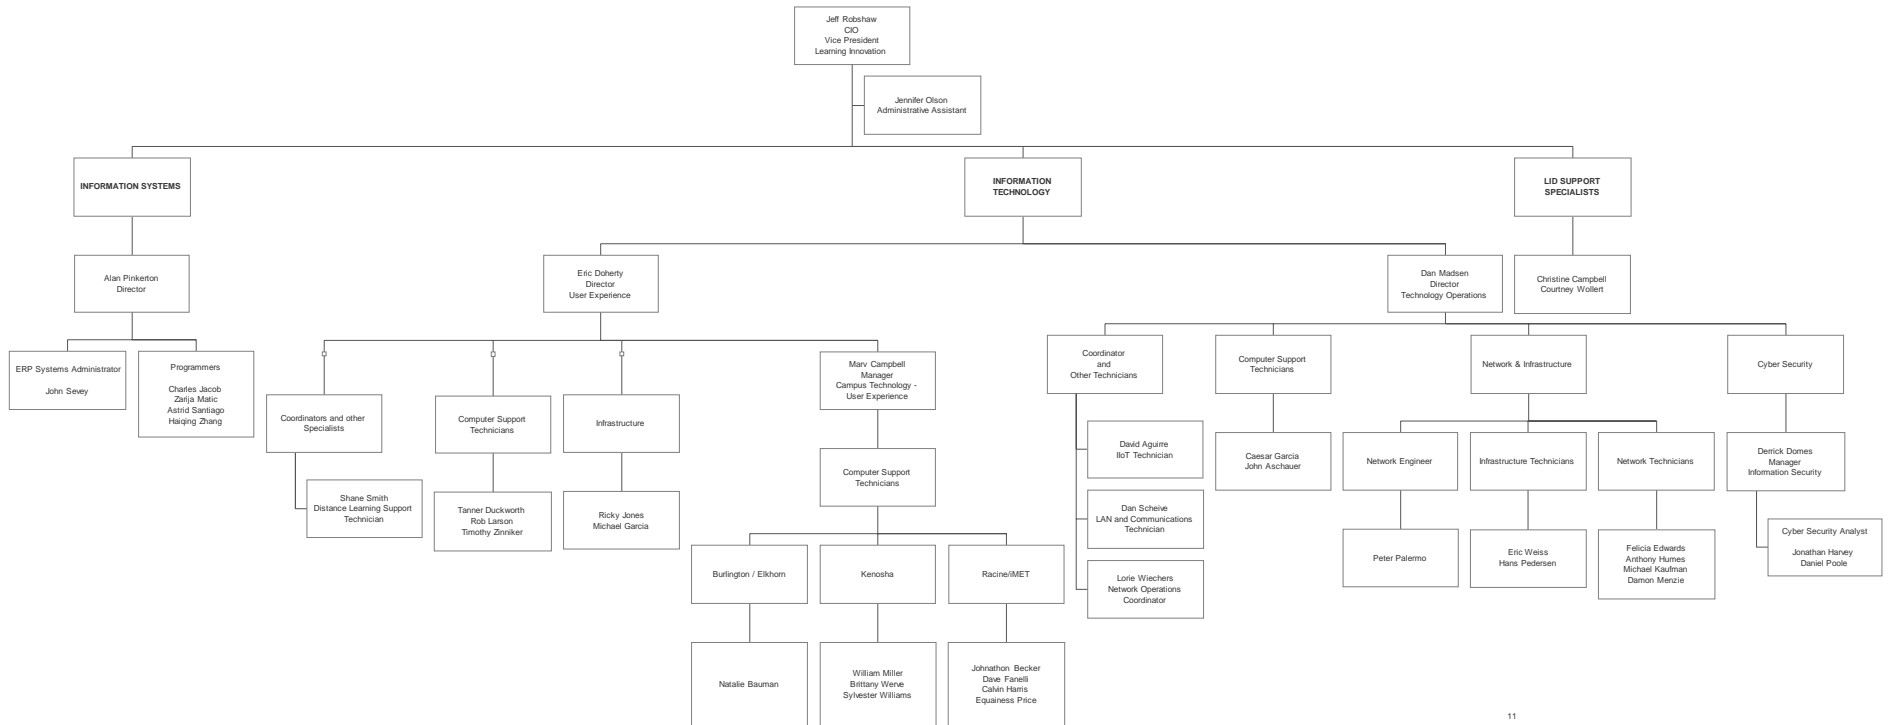 Jeff Robshaw
CIO
Vice President
Learning Innovation
Jennifer Olson
Administrative Assistant
INFORMATION SYSTEMS
INFORMATION
TECHNOLOGY
LID SUPPORT
SPECIALISTS
Alan Pinkerton
Director
Eric Doherty
Director
User Experience
Dan Madsen
Director
Technology Operations
Christine Campbell
Courtney Wollert
ERP Systems Administrator
John Sevey
Programmers
Charles Jacob
Zarija Matic
Astrid Santiago
Haiqing Zhang
Coordinators and other
Specialists
Shane Smith
Distance Learning Support
Technician
Computer Support
Technicians
Tanner Duckworth
Rob Larson
Timothy Zinniker
Infrastructure
Ricky Jones
Michael Garcia
Marv Campbell
Manager
Campus Technology -
User Experience
Computer Support
Technicians
Burlington / Elkhorn
Kenosha
Racine/iMET
Natalie Bauman
William Miller
Brittany Werve
Sylvester Williams
Johnathon Becker
Dave Fanelli
Calvin Harris
Equainess Price
Coordinator
and
Other Technicians
David Aguirre
IIoT Technician
Dan Scheive
LAN and Communications
Technician
Lorie Wiechers
Network Operations
Coordinator
Computer Support
Technicians
Caesar Garcia
John Aschauer
Network & Infrastructure
Network Engineer
Infrastructure Technicians
Network Technicians
Peter Palermo
Eric Weiss
Hans Pedersen
Felicia Edwards
Anthony Humes
Michael Kaufman
Damon Menzie
Cyber Security
Derrick Domes
Manager
Information Security
Cyber Security Analyst
Jonathan Harvey
Daniel Poole
11